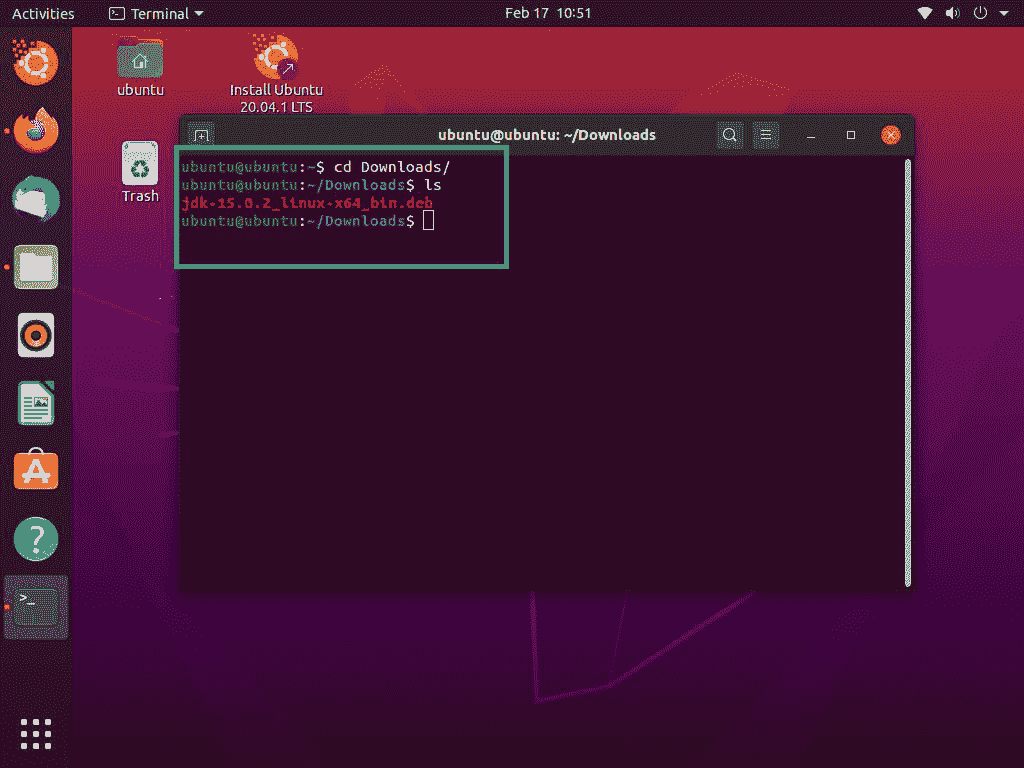 Activities
Terminal
Feb 17 10:51
ubuntu
Install Ubuntu
20.04.1 LTS
Trash
ubuntu@ubuntu: ~/Downloads
ubuntu@ubuntu:~$ cd Downloads/
ubuntu@ubuntu:~/Downloads$ ls
jdk-15.0.2_linux-x64_bin.deb
ubuntu@ubuntu:~/Downloads$